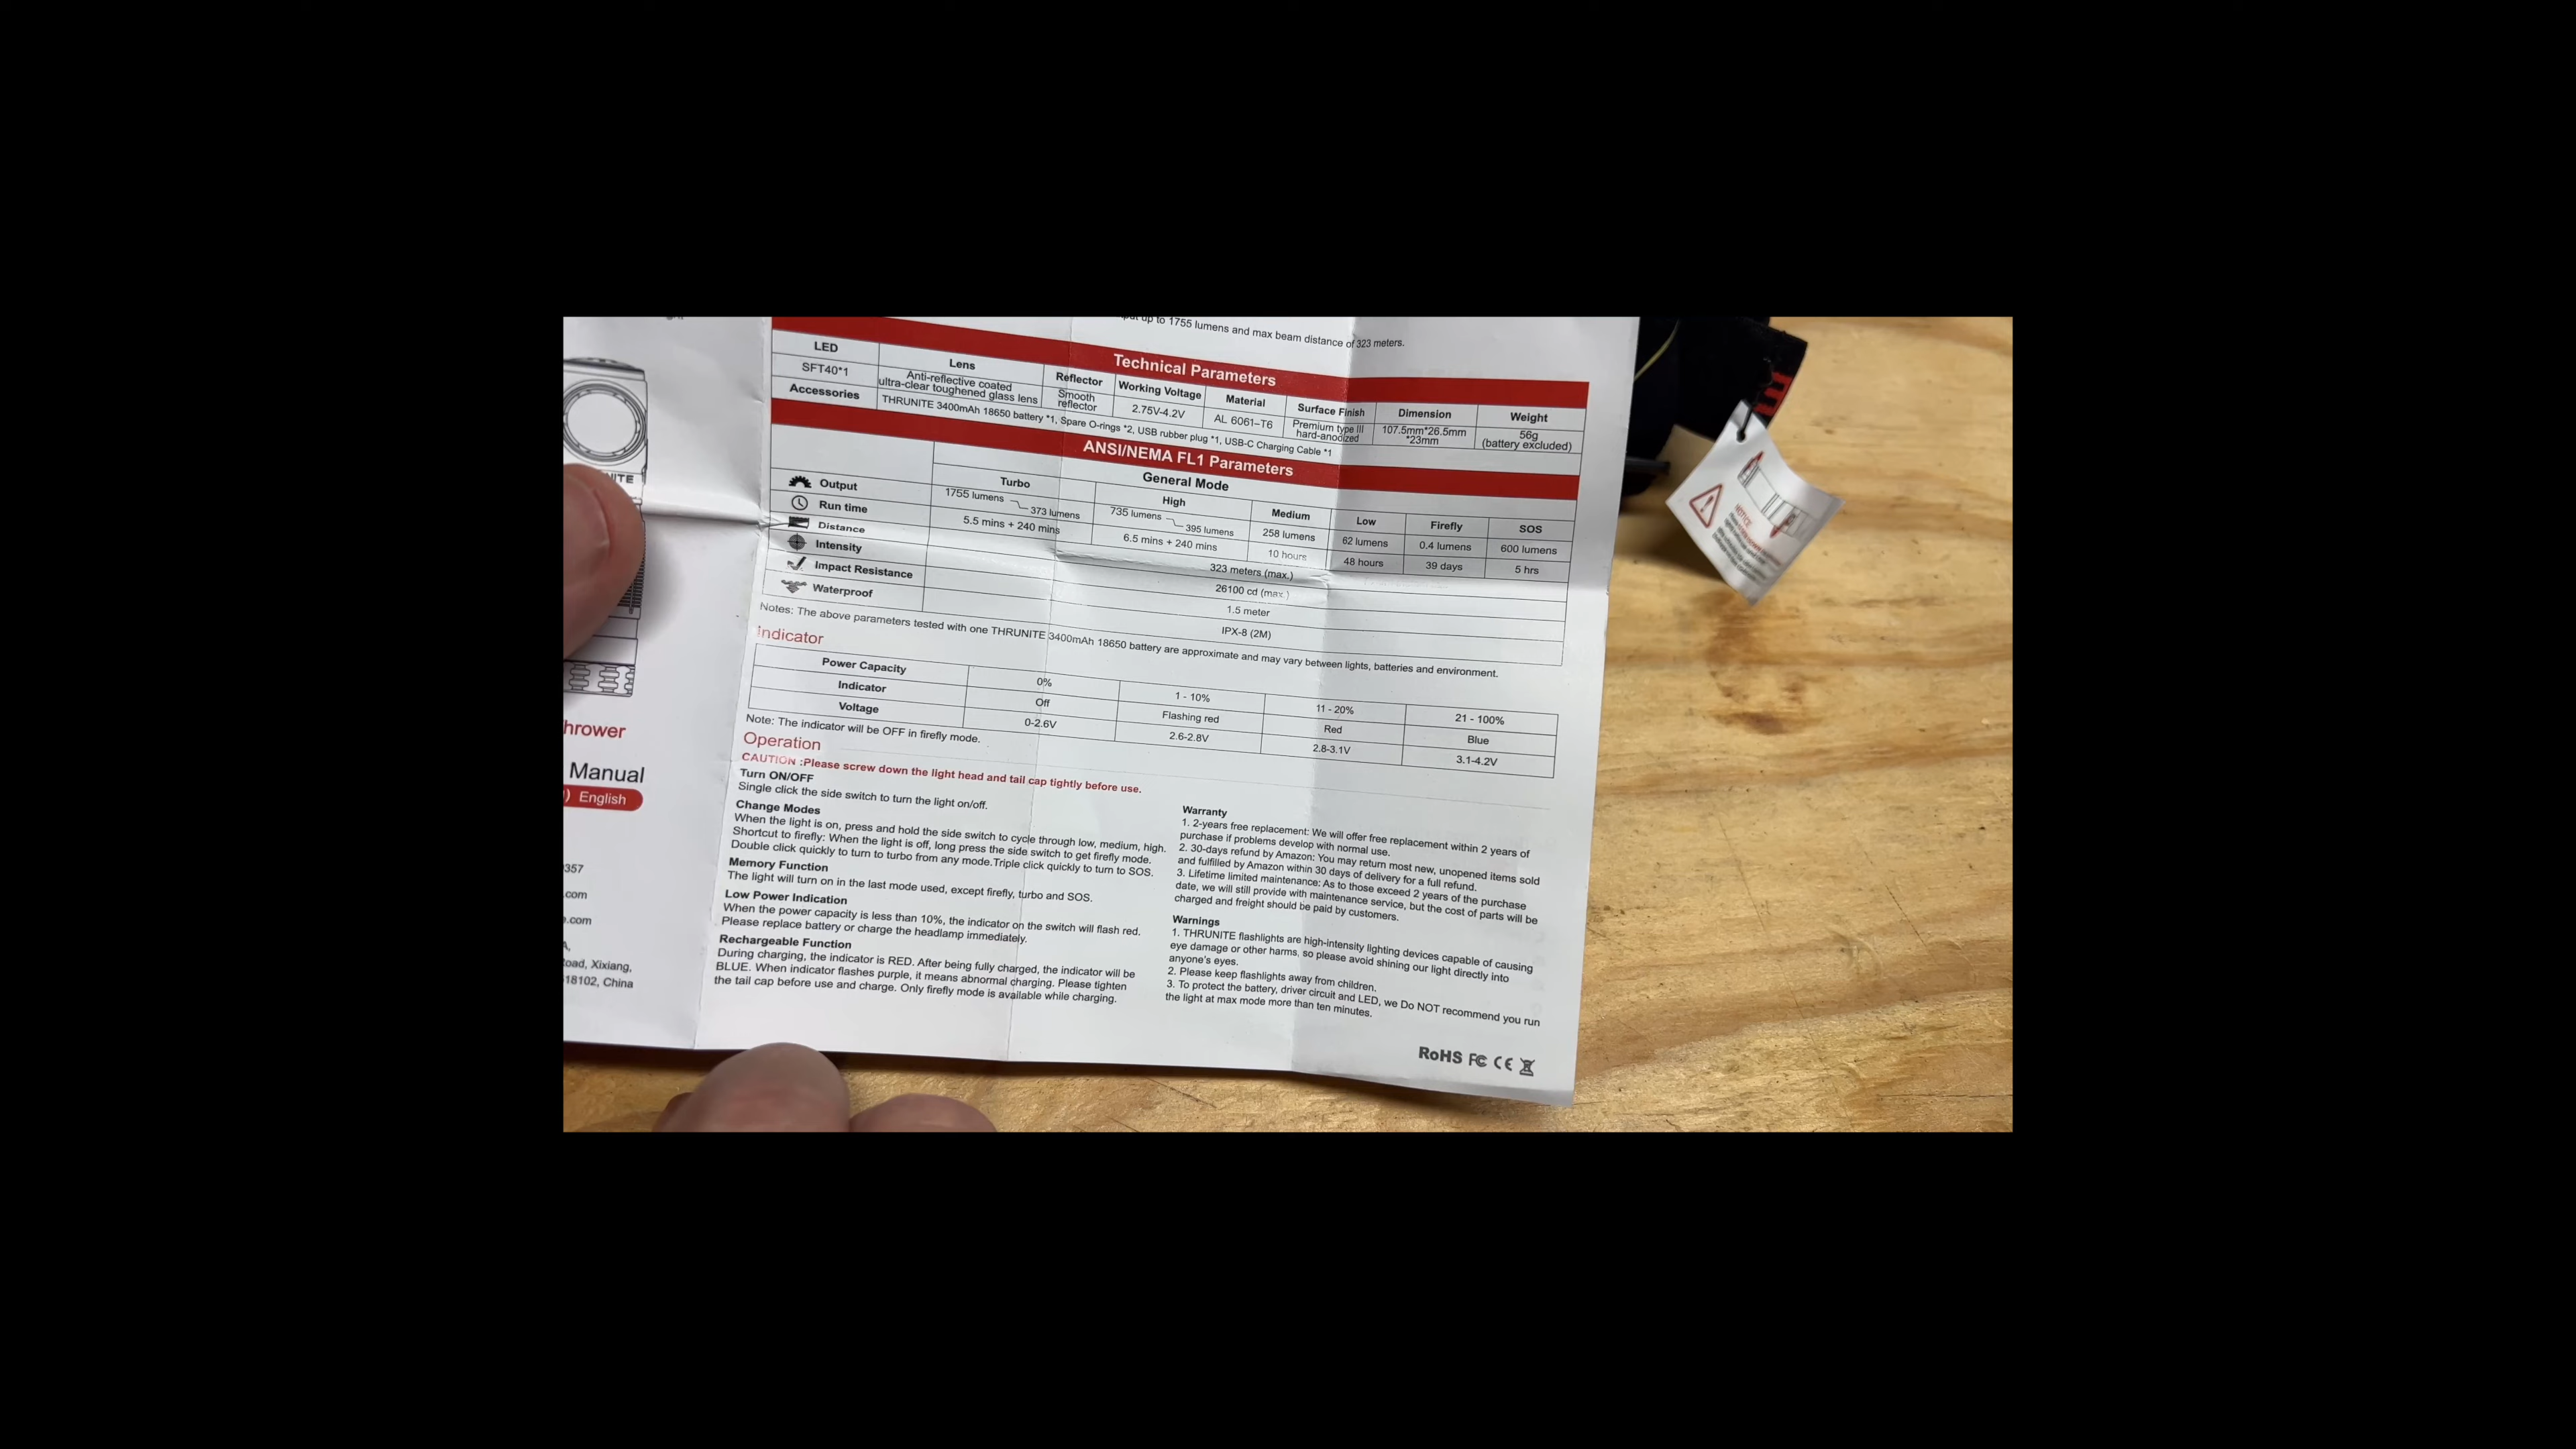 put up to 1755 lumens and max beam distance of 323 meters.
Technical Parameters
LED Lens Reflector Working Voltage Material Surface Finish Dimension Weight
SFT40*1 Anti-reflective coated ultra-clear toughened glass lens Smooth reflector 2.75V-4.2V AL 6061-T6 Premium type III hard-anodized 107.5mm*26.5mm *23mm 56g (battery excluded)
Accessories THRUNITE 3400mAh 18650 battery *1, Spare O-rings *2, USB rubber plug *1, USB-C Charging Cable *1
ANSI/NEMA FL1 Parameters
General Mode
Turbo High Medium Low Firefly SOS
Output 1755 lumens 373 lumens 735 lumens 395 lumens 258 lumens 62 lumens 0.4 lumens 600 lumens
Run time 5.5 mins + 240 mins 6.5 mins + 240 mins 10 hours 48 hours 39 days 5 hrs
Distance 323 meters (max.)
Intensity 26100 cd (max.)
Impact Resistance 1.5 meter
Waterproof IPX-8 (2M)
Notes: The above parameters tested with one THRUNITE 3400mAh 18650 battery are approximate and may vary between lights, batteries and environment.
Indicator
Power Capacity 0% 1 - 10% 11 - 20% 21 - 100%
Indicator Off Flashing red Red Blue
Voltage 0-2.6V 2.6-2.8V 2.8-3.1V 3.1-4.2V
Note: The indicator will be OFF in firefly mode.
Operation
CAUTION :Please screw down the light head and tail cap tightly before use.
Turn ON/OFF
Single click the side switch to turn the light on/off.
Change Modes
When the light is on, press and hold the side switch to cycle through low, medium, high.
Shortcut to firefly: When the light is off, long press the side switch to get firefly mode.
Double click quickly to turn to turbo from any mode.Triple click quickly to turn to SOS.
Memory Function
The light will turn on in the last mode used, except firefly, turbo and SOS.
Low Power Indication
When the power capacity is less than 10%, the indicator on the switch will flash red.
Please replace battery or charge the headlamp immediately.
Rechargeable Function
During charging, the indicator is RED. After being fully charged, the indicator will be
BLUE. When indicator flashes purple, it means abnormal charging. Please tighten
the tail cap before use and charge. Only firefly mode is available while charging.
Warranty
1. 2-years free replacement: We will offer free replacement within 2 years of
purchase if problems develop with normal use.
2. 30-days refund by Amazon: You may return most new, unopened items sold
and fulfilled by Amazon within 30 days of delivery for a full refund.
3. Lifetime limited maintenance: As to those exceed 2 years of the purchase
date, we will still provide with maintenance service, but the cost of parts will be
charged and freight should be paid by customers.
Warnings
1. THRUNITE flashlights are high-intensity lighting devices capable of causing
eye damage or other harms, so please avoid shining our light directly into
anyone's eyes.
2. Please keep flashlights away from children.
3. To protect the battery, driver circuit and LED, we Do NOT recommend you run
the light at max mode more than ten minutes.
RoHS FC CE
NITE
hrower
Manual
English
357
.com
.com
A,
oad, Xixiang,
18102, China
NOTICE